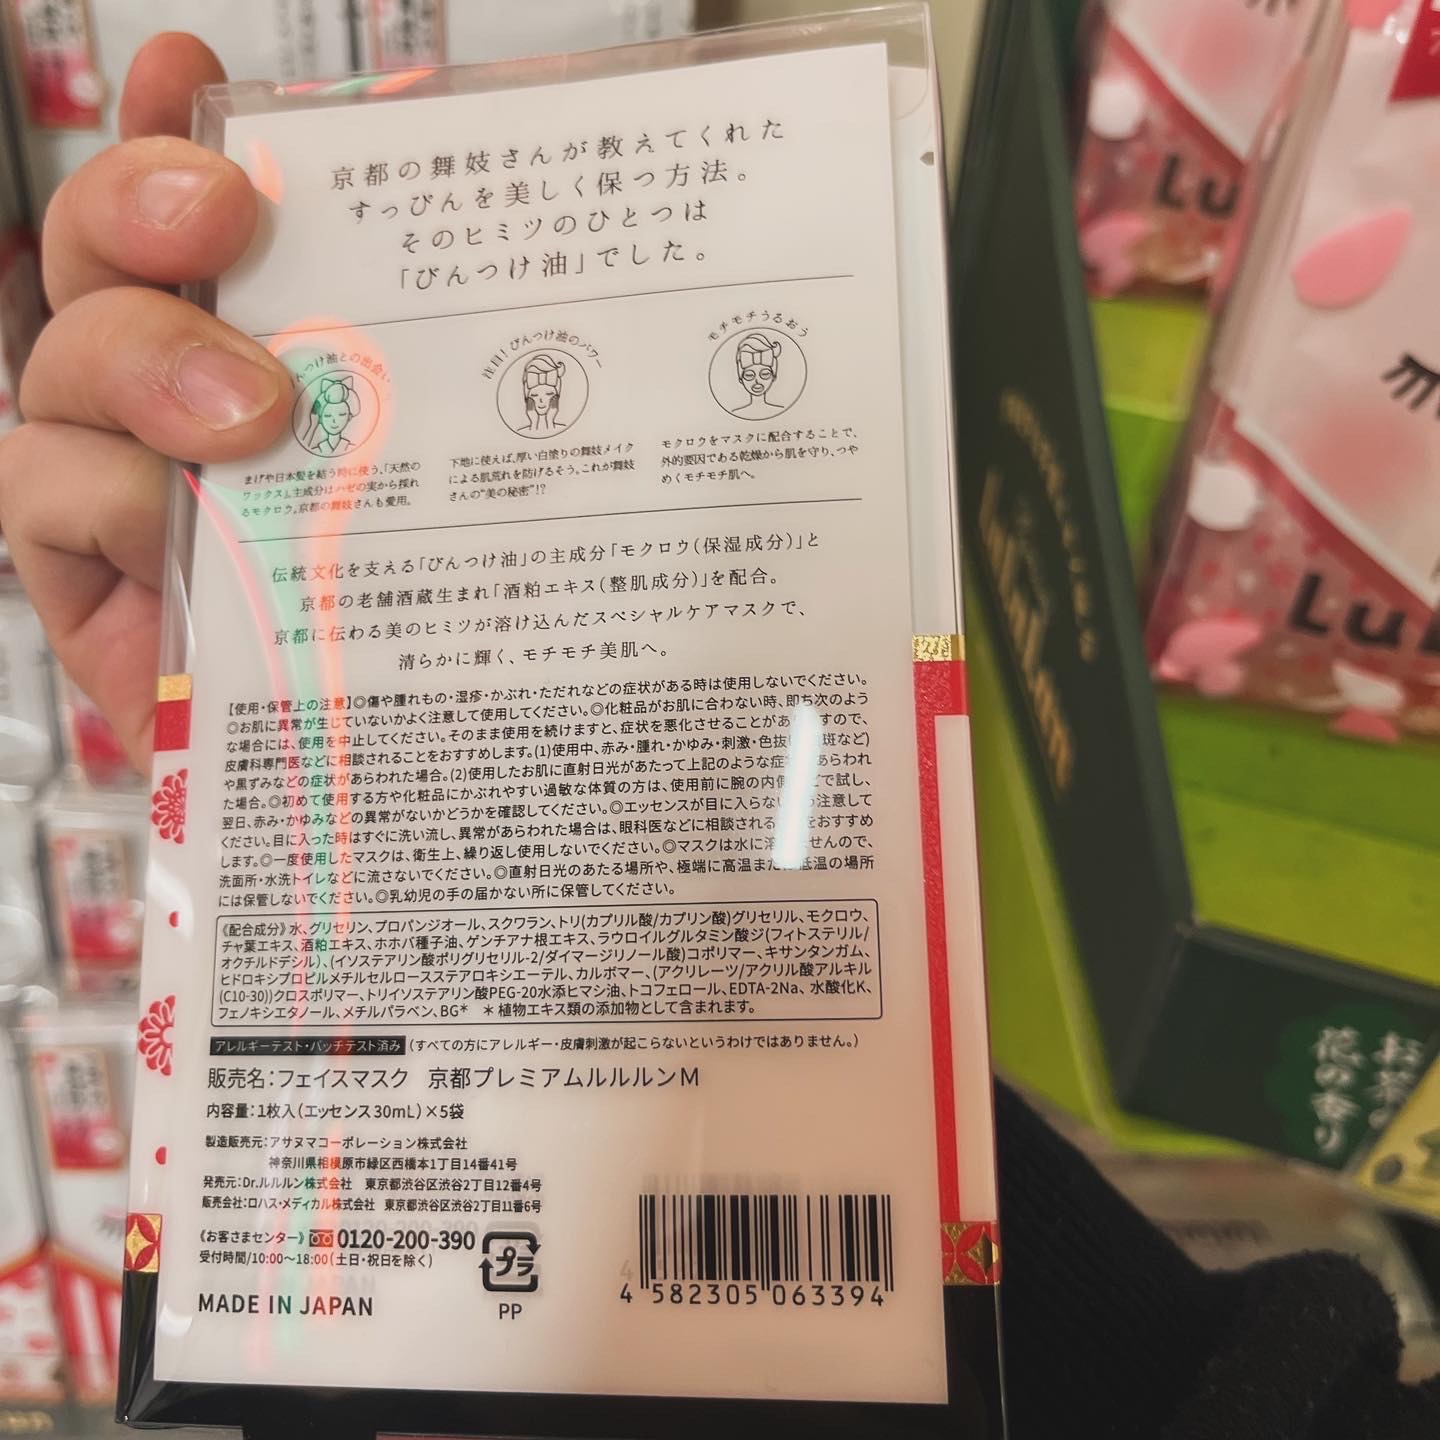 京都の舞妓さんが教えてくれた
すっぴんを美しく保つ方法。
そのヒミツのひとつは
「びんつけ油」でした。
んつけ油との出会い
注目！びんつけ油のパワー
モチモチうるおう
まげや日本髪を結う時に使う、「天然の
ワックス」。主成分はハゼの実から採れ
るモクロウ。京都の舞妓さんも愛用。
下地に使えば、厚い白塗りの舞妓メイク
による肌荒れを防げるそう。これが舞妓
さんの"美の秘密"!?
モクロウをマスクに配合することで、
外的要因である乾燥から肌を守り、つや
めくモチモチ肌へ。
伝統文化を支える「びんつけ油」の主成分「モクロウ（保湿成分）」と
京都の老舗酒蔵生まれ「酒粕エキス（整肌成分）」を配合。
京都に伝わる美のヒミツが溶け込んだスペシャルケアマスクで、
清らかに輝く、モチモチ美肌へ。
【使用・保管上の注意】◎傷や腫れもの・湿疹・かぶれ・ただれなどの症状がある時は使用しないでください。
◎お肌に異常が生じていないかよく注意して使用してください。◎化粧品がお肌に合わない時、即ち次のよう
な場合には、使用を中止してください。そのまま使用を続けますと、症状を悪化させることがありますので、
皮膚科専門医などに相談されることをおすすめします。(1)使用中、赤み・腫れ・かゆみ・刺激・色抜け 斑など)
や黒ずみなどの症状があらわれた場合。(2)使用したお肌に直射日光があたって上記のような症 あらわれ
た場合。◎初めて使用する方や化粧品にかぶれやすい過敏な体質の方は、使用前に腕の内側 どで試し、
翌日、赤み・かゆみなどの異常がないかどうかを確認してください。◎エッセンスが目に入らない 注意して
ください。目に入った時はすぐに洗い流し、異常があらわれた場合は、眼科医などに相談される をおすすめ
します。◎一度使用したマスクは、衛生上、繰り返し使用しないでください。◎マスクは水に溶 せんので、
洗面所・水洗トイレなどに流さないでください。◎直射日光のあたる場所や、極端に高温また 低温の場所
には保管しないでください。◎乳幼児の手の届かない所に保管してください。
《配合成分》水、グリセリン、プロパンジオール、スクワラン、トリ(カプリル酸/カプリン酸)グリセリル、モクロウ、
チャ葉エキス、酒粕エキス、ホホバ種子油、ゲンチアナ根エキス、ラウロイルグルタミン酸ジ(フィトステリル/
オクチルドデシル)、(イソステアリン酸ポリグリセリル-2/ダイマージリノール酸)コポリマー、キサンタンガム、
ヒドロキシプロピルメチルセルロースステアロキシエーテル、カルボマー、(アクリレーツ/アクリル酸アルキル
(C10-30))クロスポリマー、トリイソステアリン酸PEG-20水添ヒマシ油、トコフェロール、EDTA-2Na、水酸化K、
フェノキシエタノール、メチルパラベン、BG* ＊植物エキス類の添加物として含まれます。
アレルギーテスト・パッチテスト済み (すべての方にアレルギー・皮膚刺激が起こらないというわけではありません。)
販売名：フェイスマスク 京都プレミアムルルルンM
内容量：1枚入（エッセンス30mL）×5袋
製造販売元：アサヌマコーポレーション株式会社
神奈川県相模原市緑区西橋本1丁目14番41号
発売元：Dr.ルルルン株式会社 東京都渋谷区渋谷2丁目12番4号
販売会社：ロハス・メディカル株式会社 東京都渋谷区渋谷2丁目11番6号
《お客さまセンター》0120-200-390
受付時間/10:00～18:00（土日・祝日を除く）
プラ
PP
MADE IN JAPAN
4 582305 063394
Lu
Lul
お茶の
花の香り